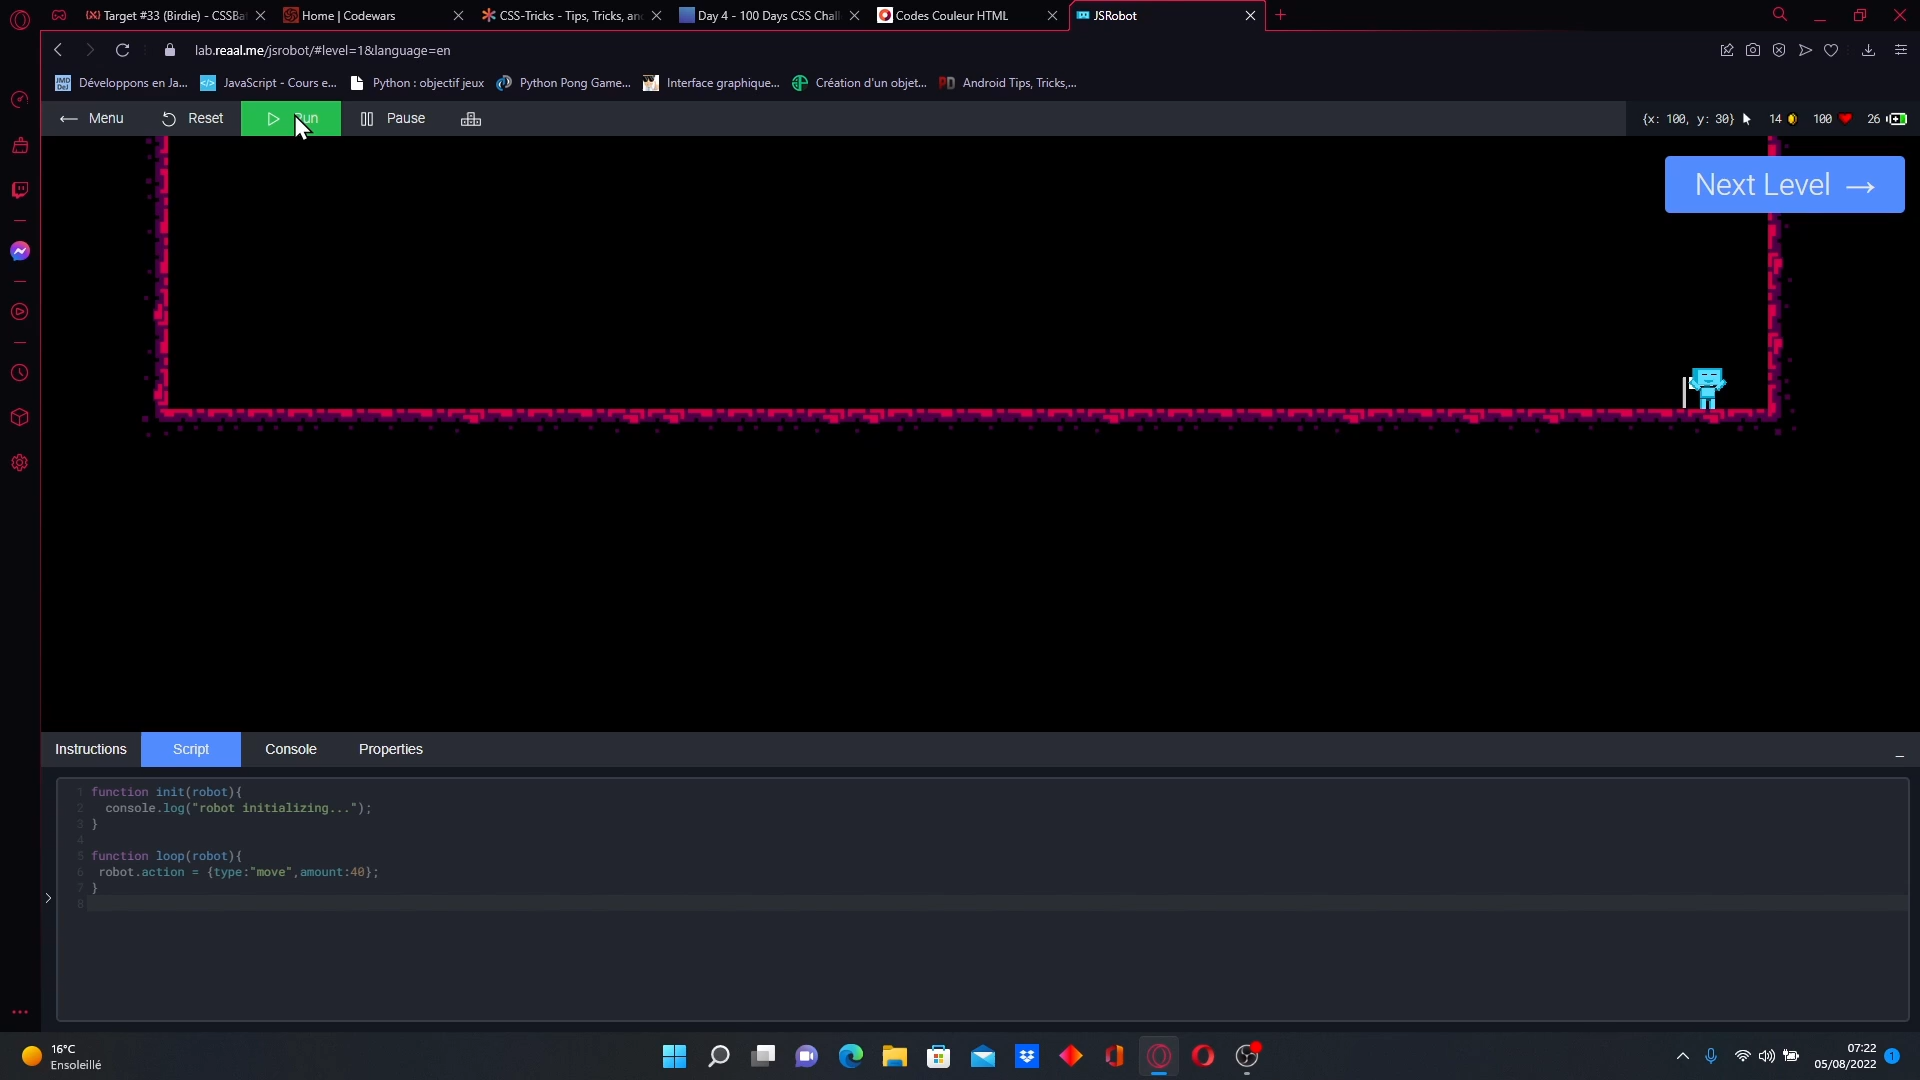 Target #33 (Birdie) - CSSBa
Home | Codewars
CSS-Tricks - Tips, Tricks, an
Day 4 - 100 Days CSS Chall
Codes Couleur HTML
JSRobot
lab.reaal.me/jsrobot/#level=1&language=en
JMD DeJ
Développons en Ja...
JavaScript - Cours e...
Python : objectif jeux
Python Pong Game...
Interface graphique...
Création d'un objet...
Android Tips, Tricks,...
Menu
Reset
Run
Pause
{x: 100, y: 30}
14
100
26
Next Level →
Instructions
Script
Console
Properties
1 function init(robot){
2 console.log("robot initializing...");
3 }
4
5 function loop(robot){
6 robot.action = {type:"move",amount:40};
7 }
8
16°C
Ensoleillé
07:22
05/08/2022
1